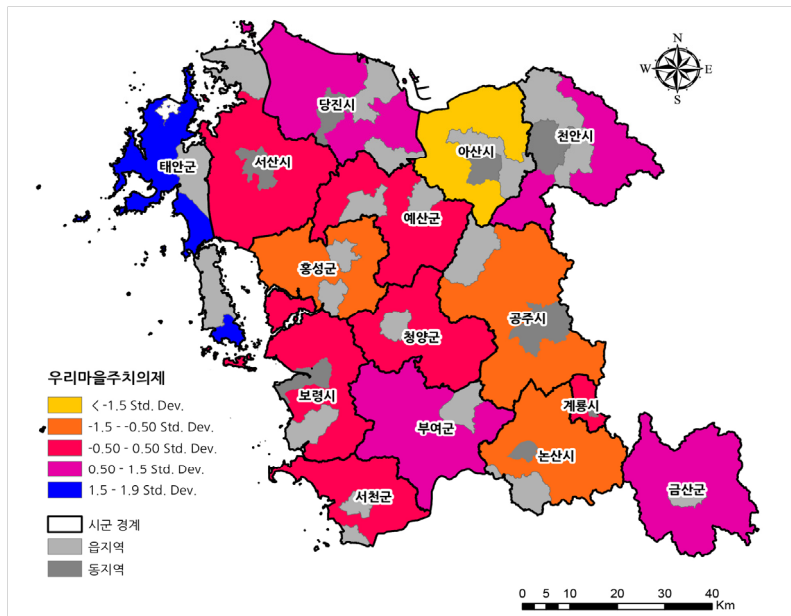 N
W E
S
당진시
천안시
아산시
태안군
서산시
예산군
홍성군
공주시
청양군
우리마을주치의제
< -1.5 Std. Dev.
-1.5 - -0.50 Std. Dev.
-0.50 - 0.50 Std. Dev.
0.50 - 1.5 Std. Dev.
1.5 - 1.9 Std. Dev.
보령시
계룡시
부여군
논산시
서천군
금산군
시군 경계
읍지역
동지역
0 5 10 20 30 40
Km